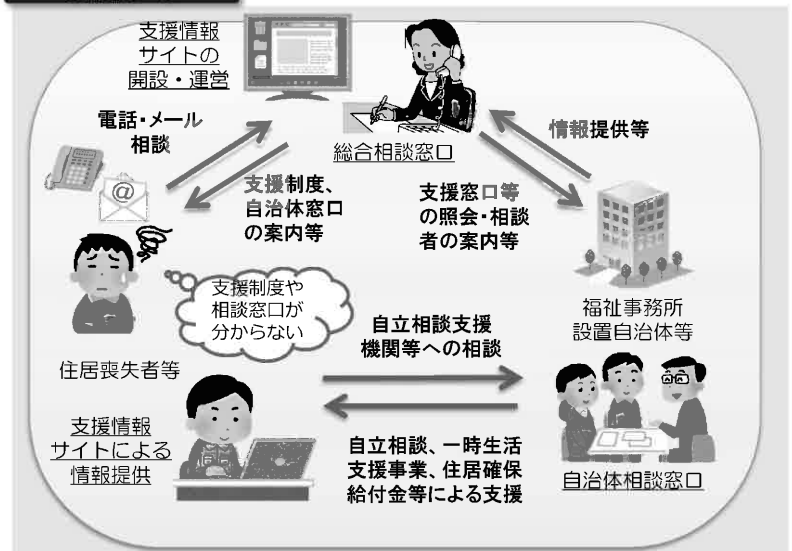 支援情報
サイトの
開設・運営
電話・メール
相談
総合相談窓口
情報提供等
@
支援制度、
自治体窓口
の案内等
支援窓口等
の照会・相談
者の案内等
支援制度や
相談窓口が
分からない
福祉事務所
設置自治体等
住居喪失者等
自立相談支援
機関等への相談
支援情報
サイトによる
情報提供
自立相談、一時生活
支援事業、住居確保
給付金等による支援
自治体相談窓口